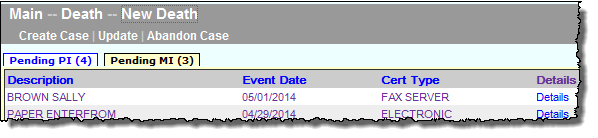 Main -- Death -- New Death
Create Case | Update | Abandon Case
Pending PI (4) Pending MI (3)
Description Event Date Cert Type Details
BROWN SALLY 05/01/2014 FAX SERVER Details
PAPER ENTERFROM 04/29/2014 ELECTRONIC Details